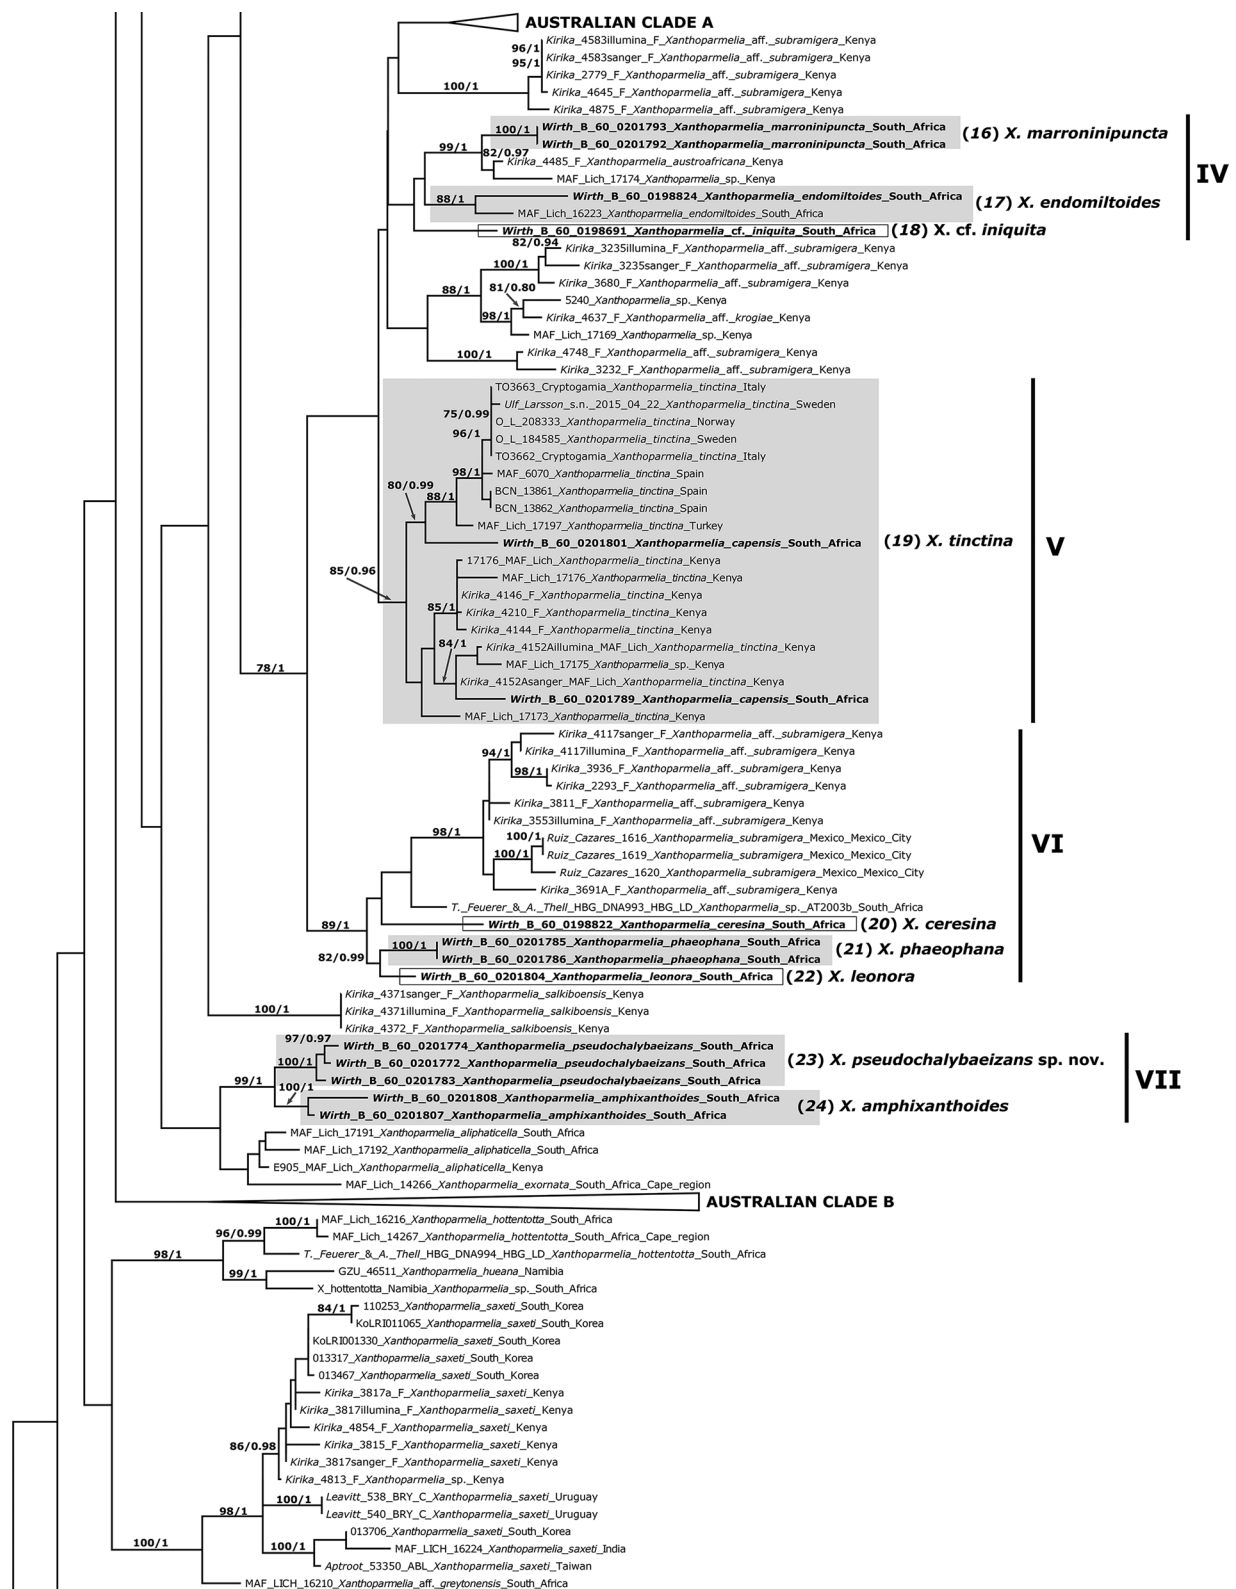 AUSTRALIAN CLADE A
Kirika_4583illumina_F_Xanthoparmelia_aff._subramigera_Kenya
96/1
Kirika_4583sanger_F_Xanthoparmelia_aff._subramigera_Kenya
95/1
Kirika_2779_F_Xanthoparmelia_aff._subramigera_Kenya
100/1
Kirika_4645_F_Xanthoparmelia_aff._subramigera_Kenya
Kirika_4875_F_Xanthoparmelia_aff._subramigera_Kenya
100/1
Wirth_B_60_0201793_Xanthoparmelia_marroninipuncta_South_Africa
(16) X. marroninipuncta
Wirth_B_60_0201792_Xanthoparmelia_marroninipuncta_South_Africa
99/1
82/0.97
Kirika_4485_F_Xanthoparmelia_austroafricana_Kenya
IV
MAF_Lich_17174_Xanthoparmelia_sp._Kenya
88/1
Wirth_B_60_0198824_Xanthoparmelia_endomiltoides_South_Africa
(17) X. endomiltoides
MAF_Lich_16223_Xanthoparmelia_endomiltoides_South_Africa
Wirth_B_60_0198691_Xanthoparmelia_cf._iniquita_South_Africa
(18) X. cf. iniquita
82/0.94
Kirika_3235illumina_F_Xanthoparmelia_aff._subramigera_Kenya
100/1
Kirika_3235sanger_F_Xanthoparmelia_aff._subramigera_Kenya
Kirika_3680_F_Xanthoparmelia_aff._subramigera_Kenya
88/1
81/0.80
5240_Xanthoparmelia_sp._Kenya
98/1
Kirika_4637_F_Xanthoparmelia_aff._krogiae_Kenya
MAF_Lich_17169_Xanthoparmelia_sp._Kenya
100/1
Kirika_4748_F_Xanthoparmelia_aff._subramigera_Kenya
Kirika_3232_F_Xanthoparmelia_aff._subramigera_Kenya
TO3663_Cryptogamia_Xanthoparmelia_tinctina_Italy
Ulf_Larsson_s.n._2015_04_22_Xanthoparmelia_tinctina_Sweden
75/0.99
O_L_208333_Xanthoparmelia_tinctina_Norway
96/1
O_L_184585_Xanthoparmelia_tinctina_Sweden
TO3662_Cryptogamia_Xanthoparmelia_tinctina_Italy
98/1
MAF_6070_Xanthoparmelia_tinctina_Spain
80/0.99
88/1
BCN_13861_Xanthoparmelia_tinctina_Spain
BCN_13862_Xanthoparmelia_tinctina_Spain
MAF_Lich_17197_Xanthoparmelia_tinctina_Turkey
Wirth_B_60_0201801_Xanthoparmelia_capensis_South_Africa
(19) X. tinctina
V
17176_MAF_Lich_Xanthoparmelia_tinctina_Kenya
85/0.96
MAF_Lich_17176_Xanthoparmelia_tinctina_Kenya
Kirika_4146_F_Xanthoparmelia_tinctina_Kenya
85/1
Kirika_4210_F_Xanthoparmelia_tinctina_Kenya
Kirika_4144_F_Xanthoparmelia_tinctina_Kenya
84/1
Kirika_4152Aillumina_MAF_Lich_Xanthoparmelia_tinctina_Kenya
MAF_Lich_17175_Xanthoparmelia_sp._Kenya
78/1
Kirika_4152Asanger_MAF_Lich_Xanthoparmelia_tinctina_Kenya
Wirth_B_60_0201789_Xanthoparmelia_capensis_South_Africa
MAF_Lich_17173_Xanthoparmelia_tinctina_Kenya
Kirika_4117sanger_F_Xanthoparmelia_aff._subramigera_Kenya
94/1
Kirika_4117illumina_F_Xanthoparmelia_aff._subramigera_Kenya
98/1
Kirika_3936_F_Xanthoparmelia_aff._subramigera_Kenya
Kirika_2293_F_Xanthoparmelia_aff._subramigera_Kenya
Kirika_3811_F_Xanthoparmelia_aff._subramigera_Kenya
Kirika_3553illumina_F_Xanthoparmelia_aff._subramigera_Kenya
98/1
100/1
Ruiz_Cazares_1616_Xanthoparmelia_subramigera_Mexico_Mexico_City
VI
100/1
Ruiz_Cazares_1619_Xanthoparmelia_subramigera_Mexico_Mexico_City
Ruiz_Cazares_1620_Xanthoparmelia_subramigera_Mexico_Mexico_City
Kirika_3691A_F_Xanthoparmelia_aff._subramigera_Kenya
T._Feuerer_&_A._Thell_HBG_DNA993_HBG_LD_Xanthoparmelia_sp._AT2003b_South_Africa
89/1
Wirth_B_60_0198822_Xanthoparmelia_ceresina_South_Africa
(20) X. ceresina
100/1
Wirth_B_60_0201785_Xanthoparmelia_phaeophana_South_Africa
(21) X. phaeophana
82/0.99
Wirth_B_60_0201786_Xanthoparmelia_phaeophana_South_Africa
Wirth_B_60_0201804_Xanthoparmelia_leonora_South_Africa
(22) X. leonora
Kirika_4371sanger_F_Xanthoparmelia_salkiboensis_Kenya
100/1
Kirika_4371illumina_F_Xanthoparmelia_salkiboensis_Kenya
Kirika_4372_F_Xanthoparmelia_salkiboensis_Kenya
97/0.97
Wirth_B_60_0201774_Xanthoparmelia_pseudochalybaeizans_South_Africa
100/1
Wirth_B_60_0201772_Xanthoparmelia_pseudochalybaeizans_South_Africa
(23) X. pseudochalybaeizans sp. nov.
99/1
Wirth_B_60_0201783_Xanthoparmelia_pseudochalybaeizans_South_Africa
VII
100/1
Wirth_B_60_0201808_Xanthoparmelia_amphixanthoides_South_Africa
(24) X. amphixanthoides
Wirth_B_60_0201807_Xanthoparmelia_amphixanthoides_South_Africa
MAF_Lich_17191_Xanthoparmelia_aliphaticella_South_Africa
MAF_Lich_17192_Xanthoparmelia_aliphaticella_South_Africa
E905_MAF_Lich_Xanthoparmelia_aliphaticella_Kenya
MAF_Lich_14266_Xanthoparmelia_exornata_South_Africa_Cape_region
AUSTRALIAN CLADE B
100/1
MAF_Lich_16216_Xanthoparmelia_hottentotta_South_Africa
96/0.99
MAF_Lich_14267_Xanthoparmelia_hottentotta_South_Africa_Cape_region
98/1
T._Feuerer_&_A._Thell_HBG_DNA994_HBG_LD_Xanthoparmelia_hottentotta_South_Africa
99/1
GZU_46511_Xanthoparmelia_hueana_Namibia
X_hottentotta_Namibia_Xanthoparmelia_sp._South_Africa
84/1
110253_Xanthoparmelia_saxeti_South_Korea
KoLRI011065_Xanthoparmelia_saxeti_South_Korea
KoLRI001330_Xanthoparmelia_saxeti_South_Korea
013317_Xanthoparmelia_saxeti_South_Korea
013467_Xanthoparmelia_saxeti_South_Korea
Kirika_3817a_F_Xanthoparmelia_saxeti_Kenya
Kirika_3817illumina_F_Xanthoparmelia_saxeti_Kenya
Kirika_4854_F_Xanthoparmelia_saxeti_Kenya
86/0.98
Kirika_3815_F_Xanthoparmelia_saxeti_Kenya
Kirika_3817sanger_F_Xanthoparmelia_saxeti_Kenya
Kirika_4813_F_Xanthoparmelia_sp._Kenya
100/1
Leavitt_538_BRY_C_Xanthoparmelia_saxeti_Uruguay
98/1
Leavitt_540_BRY_C_Xanthoparmelia_saxeti_Uruguay
013706_Xanthoparmelia_saxeti_South_Korea
100/1
100/1
MAF_LICH_16224_Xanthoparmelia_saxeti_India
Aptroot_53350_ABL_Xanthoparmelia_saxeti_Taiwan
MAF_LICH_16210_Xanthoparmelia_aff._greytonensis_South_Africa